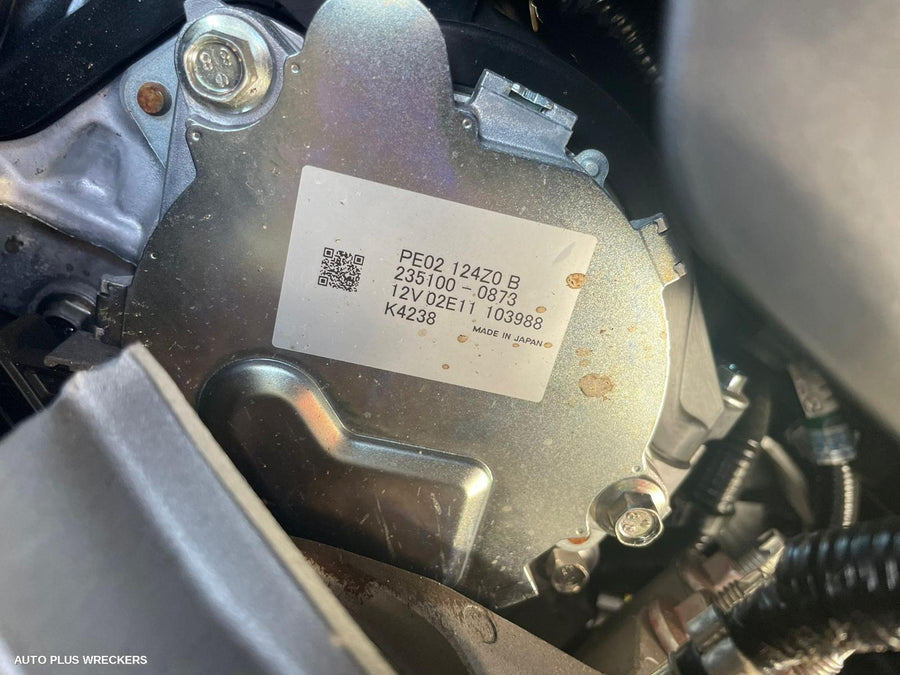 PE02 124Z0 B
235100-0873
12V 02E11 103988
K4238
MADE IN JAPAN
AUTO PLUS WRECKERS